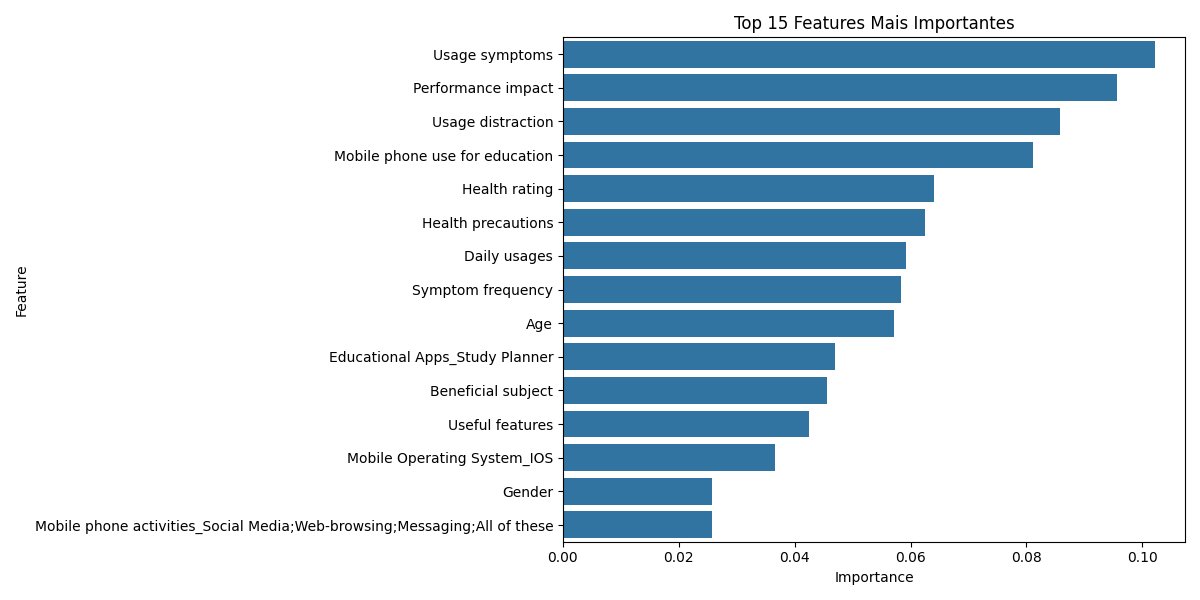 Top 15 Features Mais Importantes
Feature
Usage symptoms
Performance impact
Usage distraction
Mobile phone use for education
Health rating
Health precautions
Daily usages
Symptom frequency
Age
Educational Apps_Study Planner
Beneficial subject
Useful features
Mobile Operating System_IOS
Gender
Mobile phone activities_Social Media;Web-browsing;Messaging;All of these
0.00 0.02 0.04 0.06 0.08 0.10
Importance